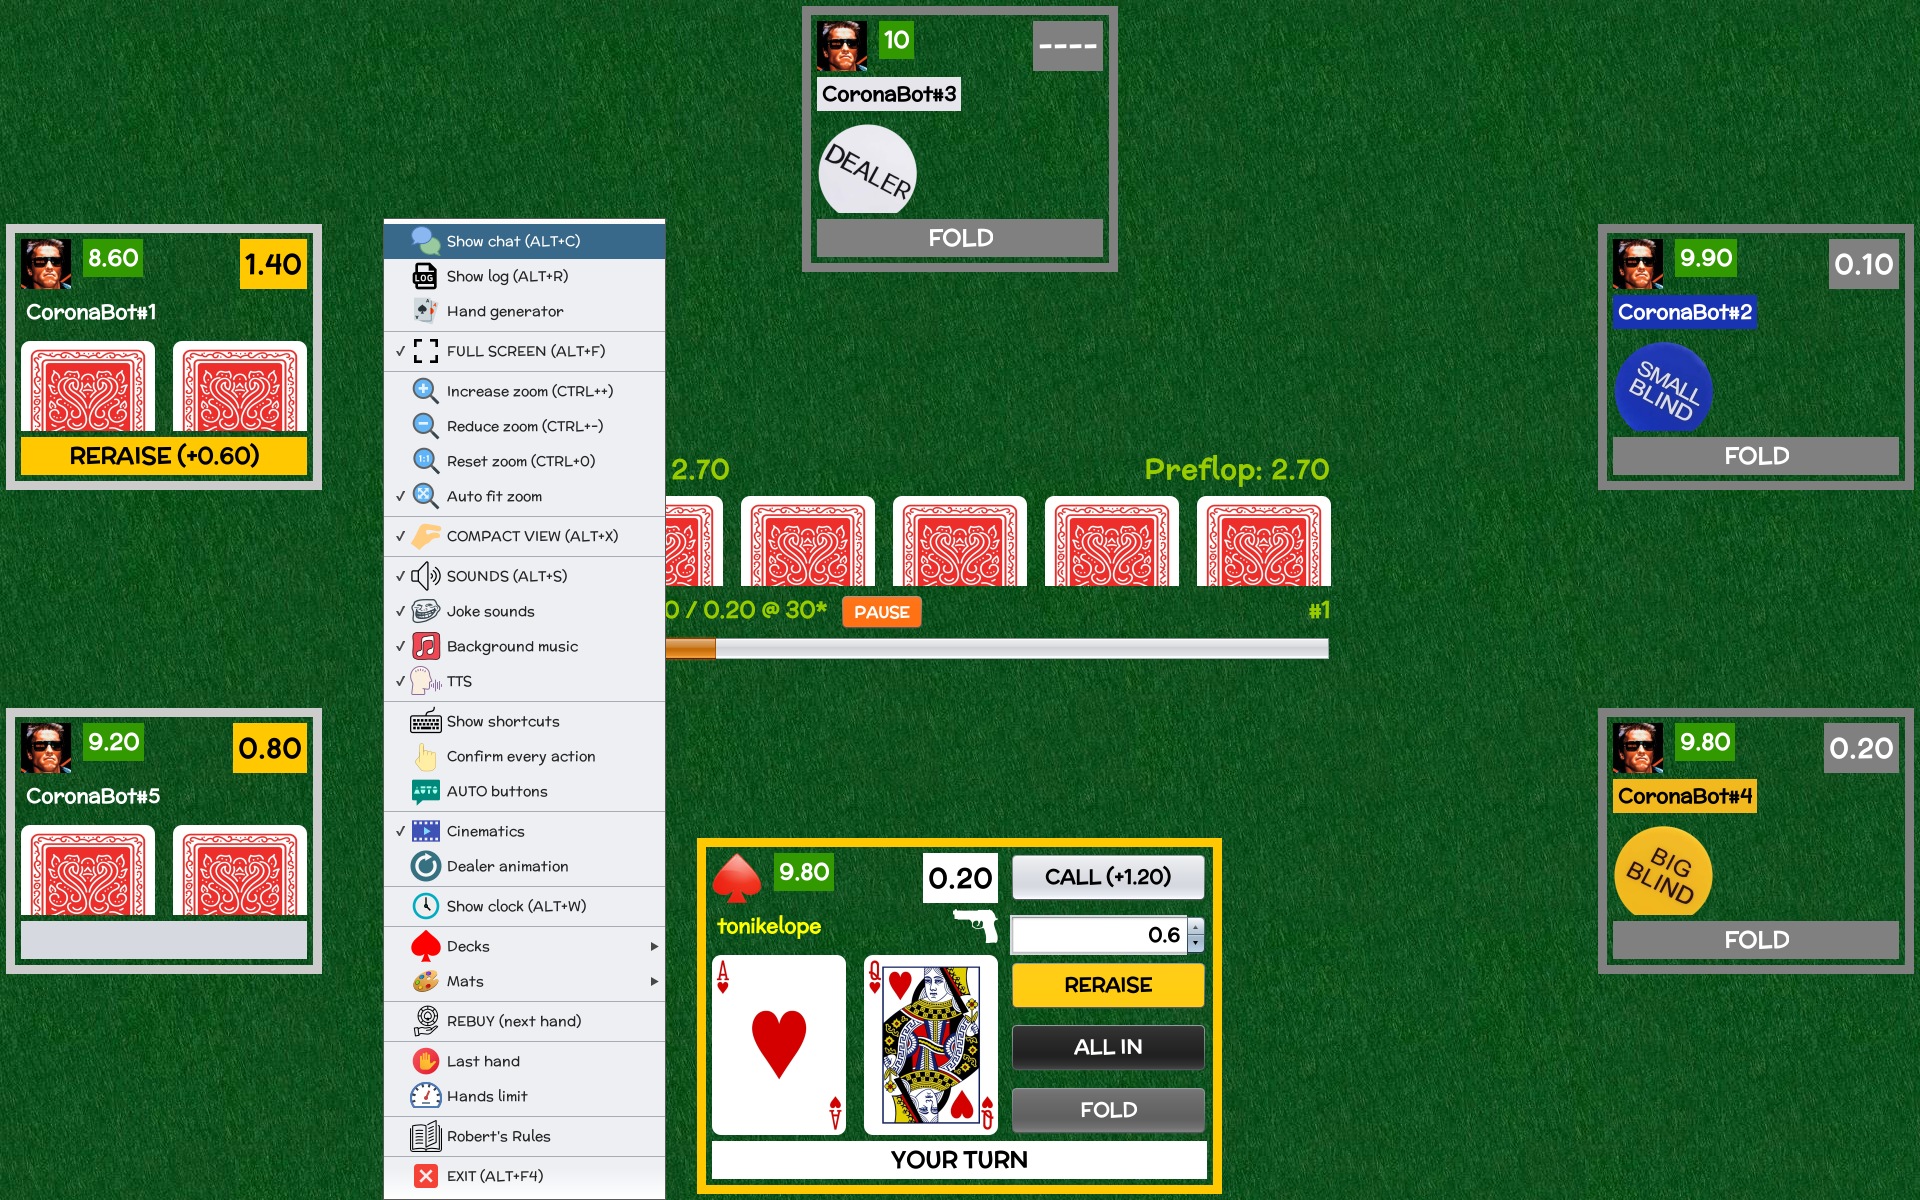 10
----
CoronaBot#3
DEALER
FOLD
8.60
1.40
CoronaBot#1
RERAISE (+0.60)
9.20
0.80
CoronaBot#5
Show chat (ALT+C)
LOG
Show log (ALT+R)
Hand generator
✓ FULL SCREEN (ALT+F)
Increase zoom (CTRL++)
Reduce zoom (CTRL+-)
1:1
Reset zoom (CTRL+0)
✓ Auto fit zoom
✓ COMPACT VIEW (ALT+X)
✓ SOUNDS (ALT+S)
✓ Joke sounds
✓ Background music
✓ TTS
Show shortcuts
Confirm every action
AUTO
AUTO buttons
✓ Cinematics
Dealer animation
Show clock (ALT+W)
Decks
Mats
REBUY (next hand)
Last hand
Hands limit
Robert's Rules
EXIT (ALT+F4)
2.70
Preflop: 2.70
0 / 0.20 @ 30*
PAUSE
#1
9.90
0.10
CoronaBot#2
SMALL
BLIND
FOLD
9.80
0.20
CoronaBot#4
BIG
BLIND
FOLD
9.80
0.20
CALL (+1.20)
tonikelope
0.6
A
Q
RERAISE
ALL IN
A
Q
FOLD
YOUR TURN